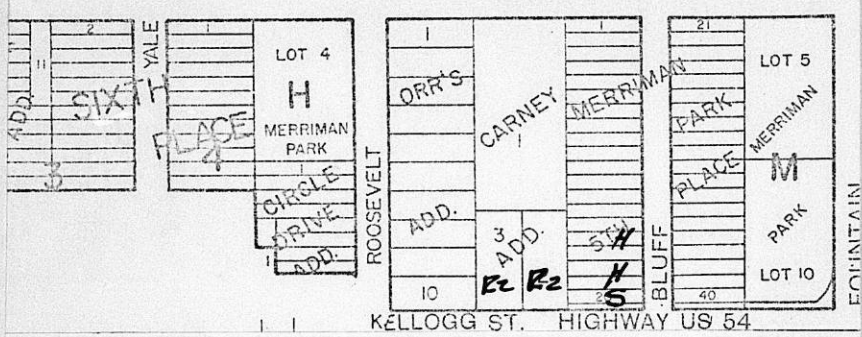 2
YALE
1
LOT 4
1
1
21
LOT 5
11
ADD.
SIXTH
PLACE
3
4
H
MERRIMAN
PARK
1
CIRCLE
DRIVE
ADD.
1
ROOSEVELT
ORR'S
ADD.
10
CARNEY
1
3
ADD.
R-2 R-2
MERRIMAN
PARK
PLACE
5TH
H
H
S
BLUFF
40
MERRIMAN
M
PARK
LOT 10
FOUNTAIN
KELLOGG ST. HIGHWAY US 54